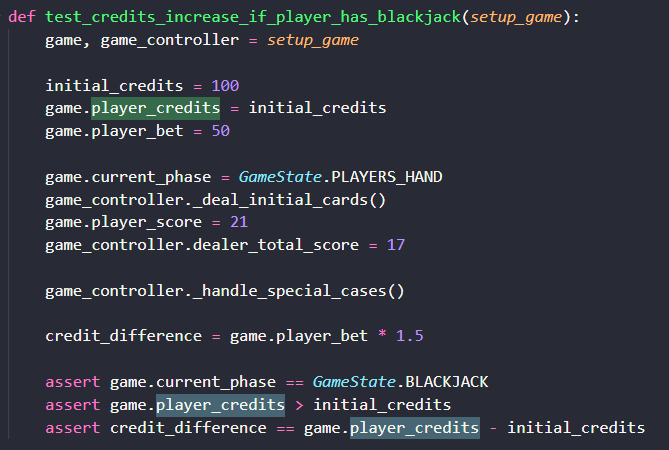 def test_credits_increase_if_player_has_blackjack(setup_game):
    game, game_controller = setup_game
    initial_credits = 100
    game.player_credits = initial_credits
    game.player_bet = 50
    game.current_phase = GameState.PLAYERS_HAND
    game_controller._deal_initial_cards()
    game.player_score = 21
    game_controller.dealer_total_score = 17
    game_controller._handle_special_cases()
    credit_difference = game.player_bet * 1.5
    assert game.current_phase == GameState.BLACKJACK
    assert game.player_credits > initial_credits
    assert credit_difference == game.player_credits - initial_credits